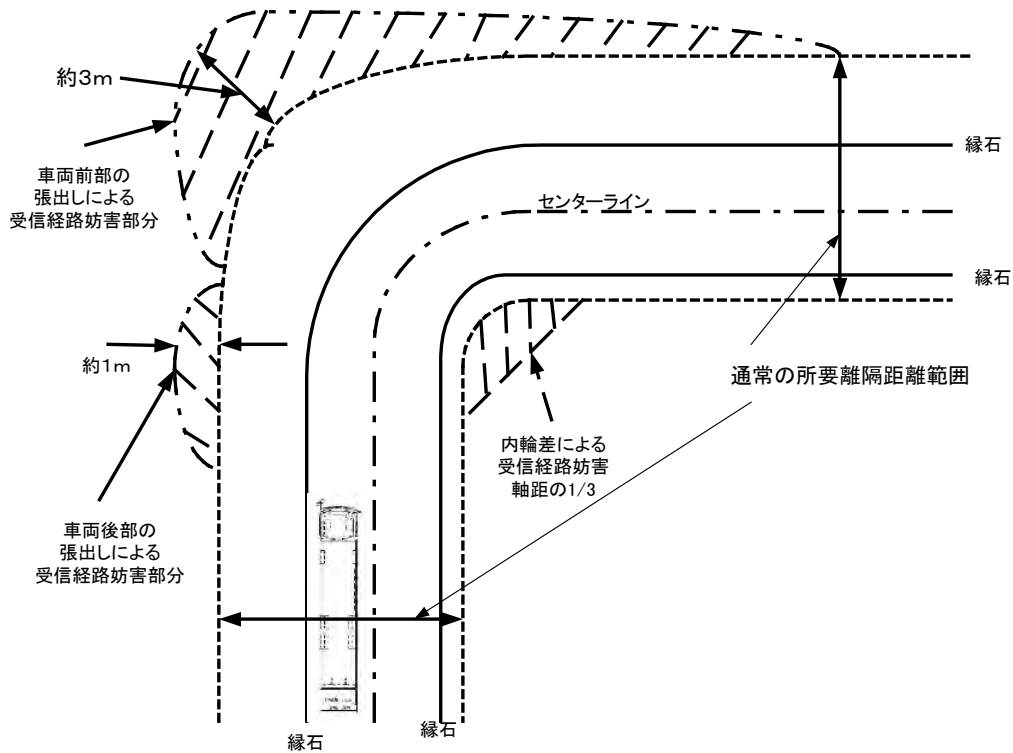 約3m
車両前部の
張出しによる
受信経路妨害部分
縁石
センターライン
縁石
約1m
通常の所要離隔距離範囲
内輪差による
受信経路妨害
軸距の1/3
車両後部の
張出しによる
受信経路妨害部分
縁石
縁石